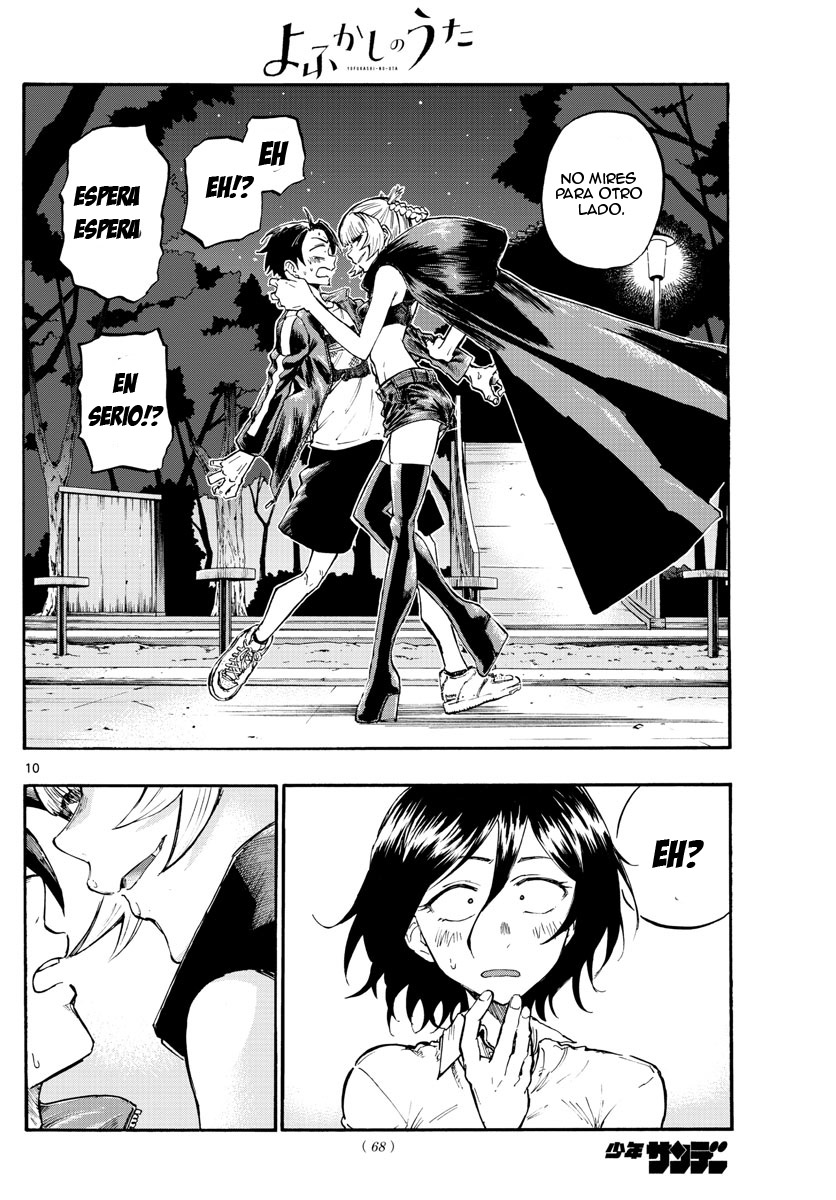 よふかしのうた
YOFUKASHI-NO-UTA
NO MIRES
PARA OTRO
LADO.
EH
EH!?
ESPERA
ESPERA
EN
SERIO!?
10
EH?
( 68 )
少年サンデー